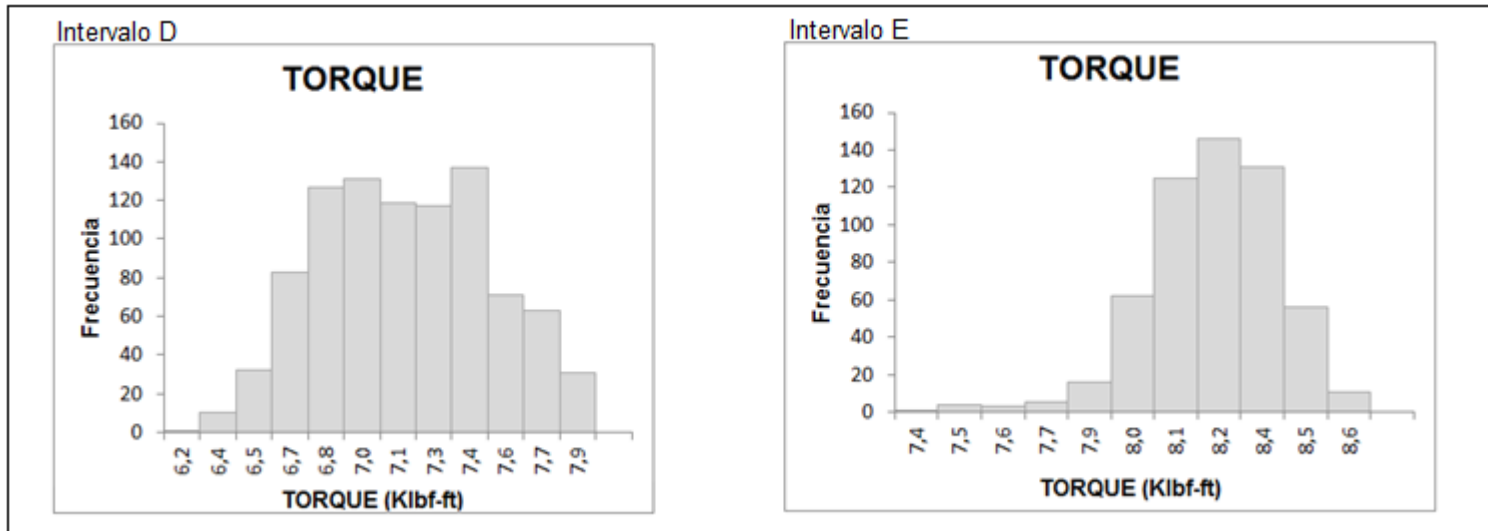 Intervalo D
TORQUE
160
140
120
100
80
60
40
20
0
Frecuencia
6,2 6,4 6,5 6,7 6,8 7,0 7,1 7,3 7,4 7,6 7,7 7,9
TORQUE (Klbf-ft)
Intervalo E
TORQUE
160
140
120
100
80
60
40
20
0
Frecuencia
7,4 7,5 7,6 7,7 7,9 8,0 8,1 8,2 8,4 8,5 8,6
TORQUE (Klbf-ft)